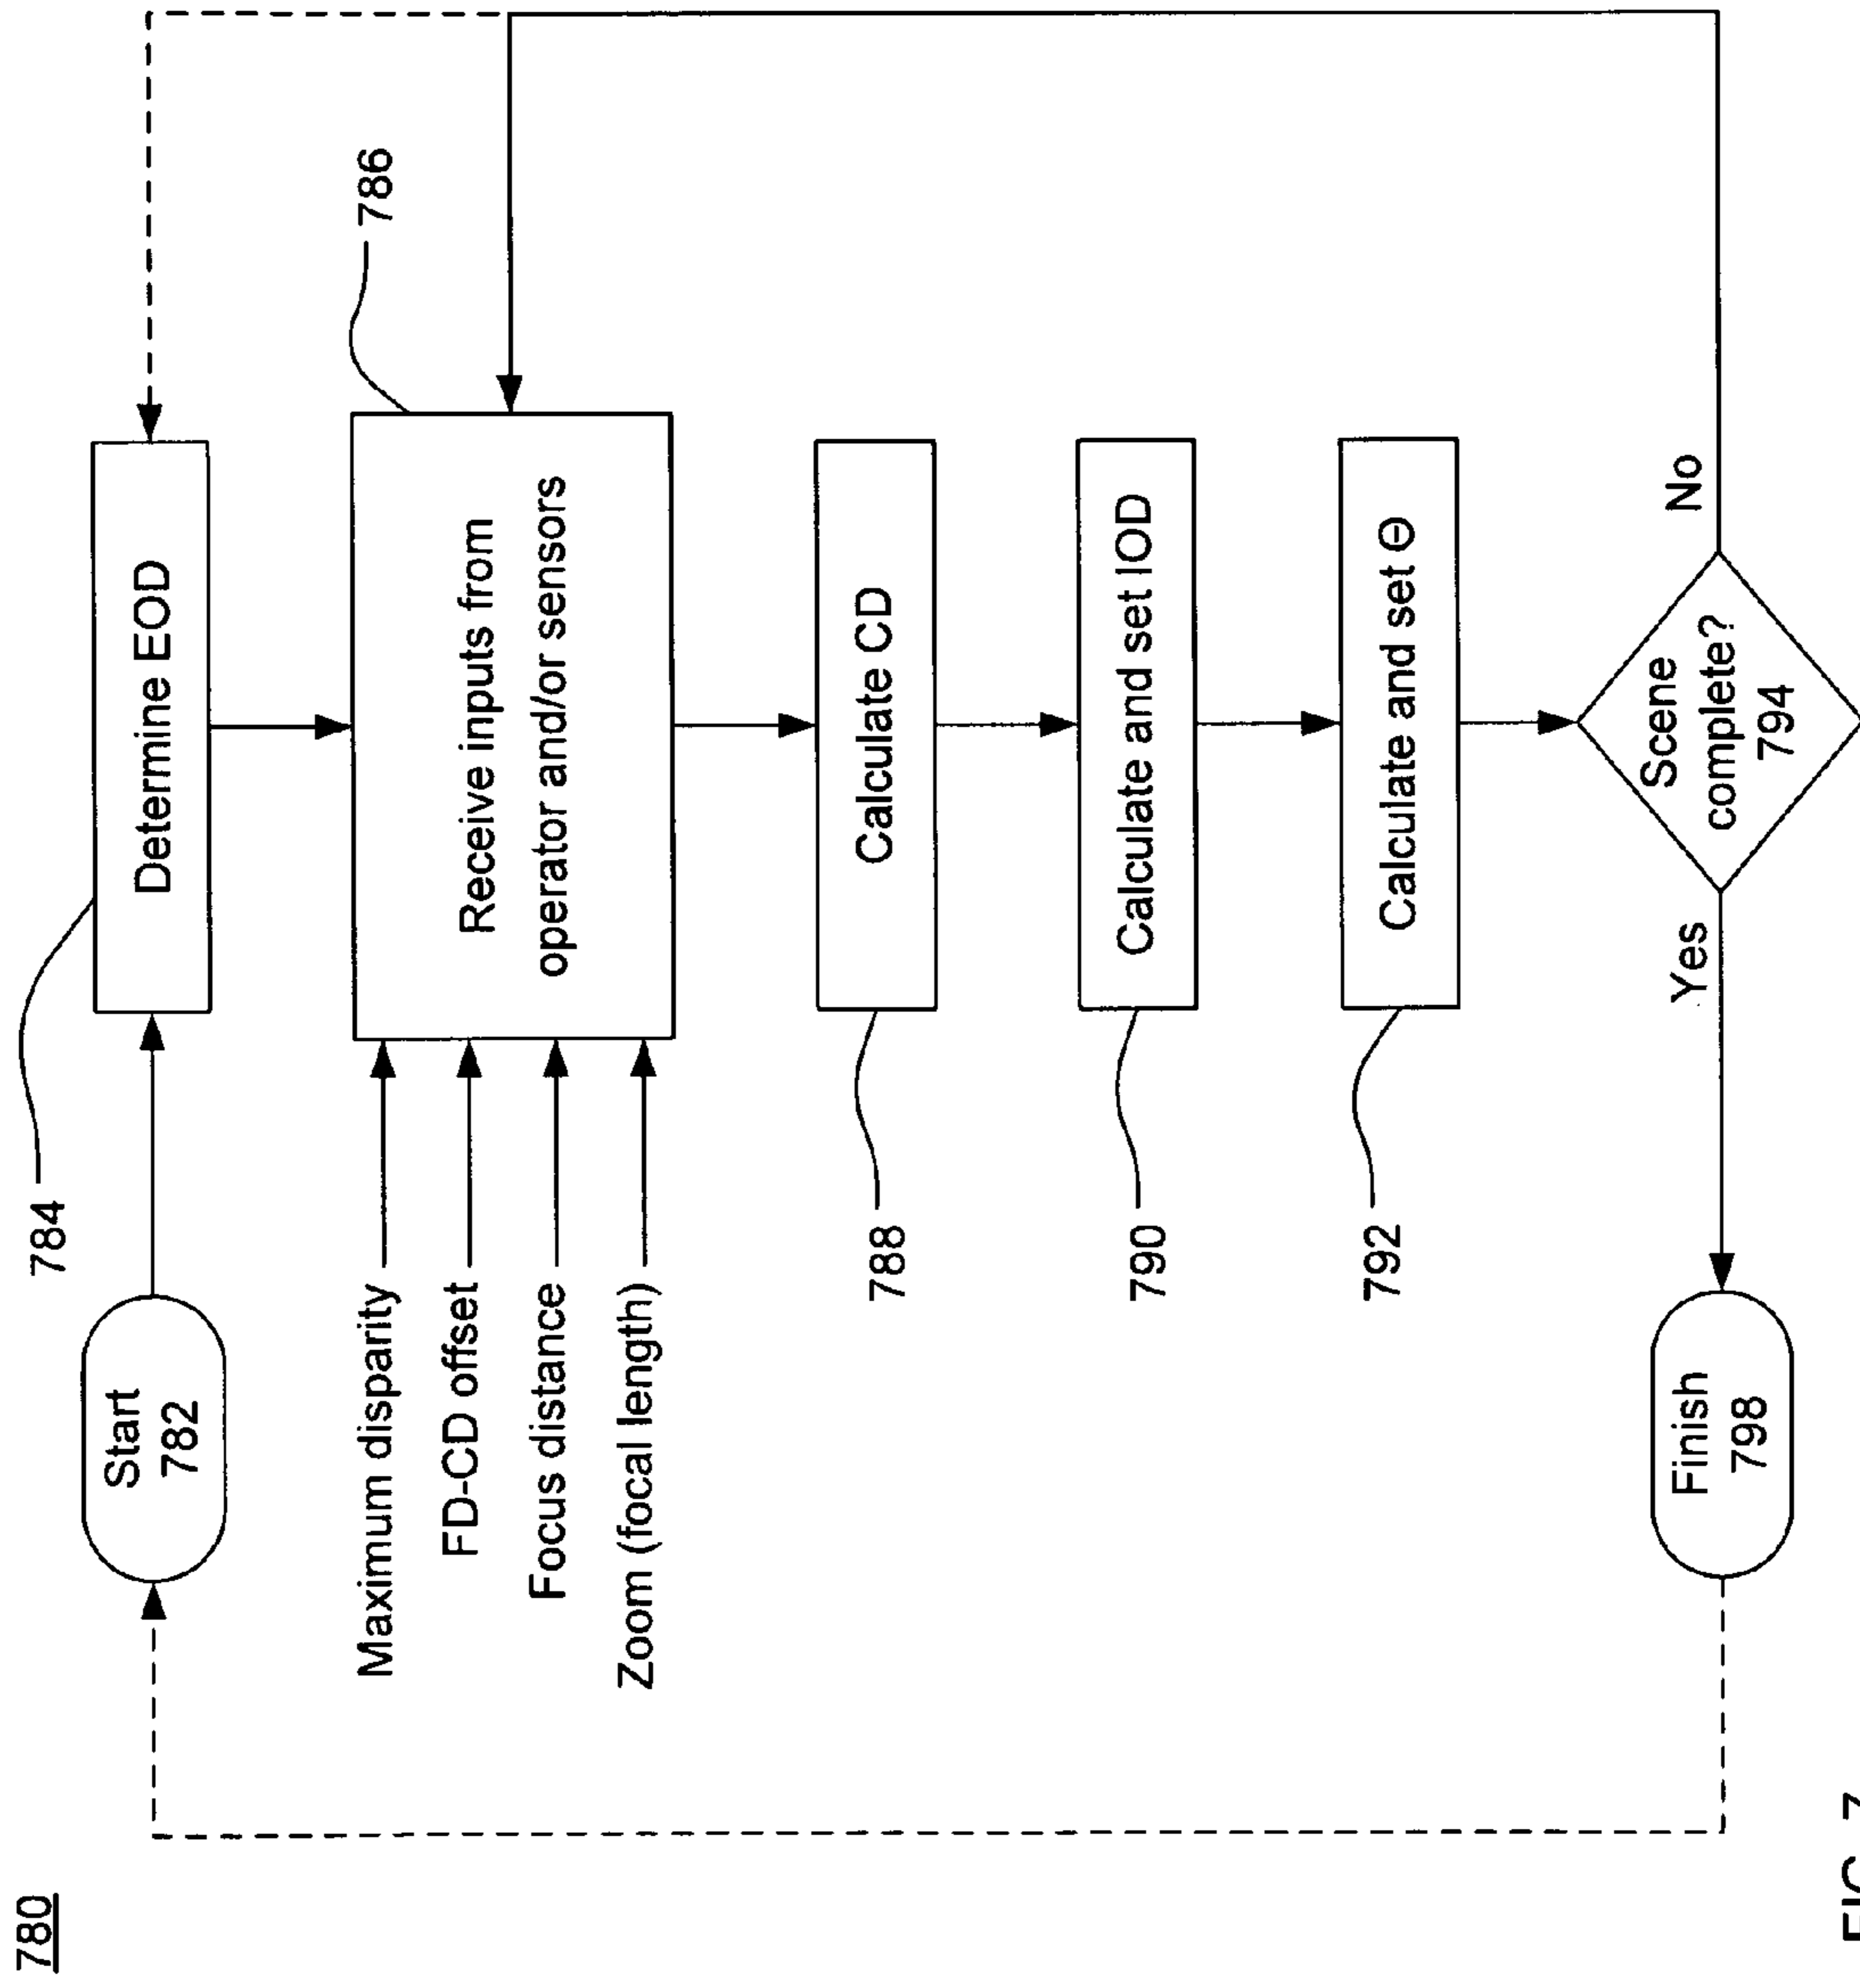 780
Start
782
784
Determine EOD
Maximum disparity
FD-CD offset
Focus distance
Zoom (focal length)
Receive inputs from
operator and/or sensors
786
788
Calculate CD
790
Calculate and set IOD
792
Calculate and set Θ
Scene
complete?
794
Yes
No
Finish
798
FIG. 7